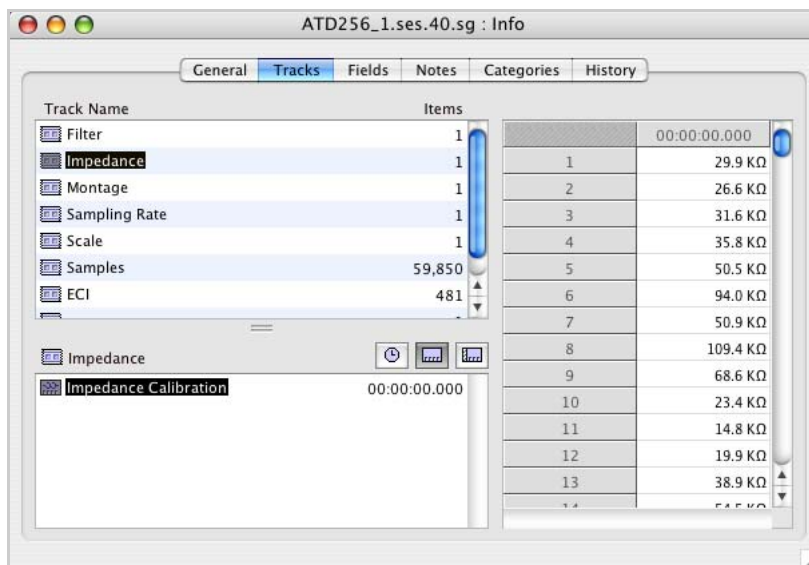 ATD256_1.ses.40.sg : Info
General Tracks Fields Notes Categories History
Track Name Items
Filter 1
Impedance 1
Montage 1
Sampling Rate 1
Scale 1
Samples 59,850
ECI 481
Impedance
Impedance Calibration 00:00:00.000
00:00:00.000
1 29.9 KΩ
2 26.6 KΩ
3 31.6 KΩ
4 35.8 KΩ
5 50.5 KΩ
6 94.0 KΩ
7 50.9 KΩ
8 109.4 KΩ
9 68.6 KΩ
10 23.4 KΩ
11 14.8 KΩ
12 19.9 KΩ
13 38.9 KΩ